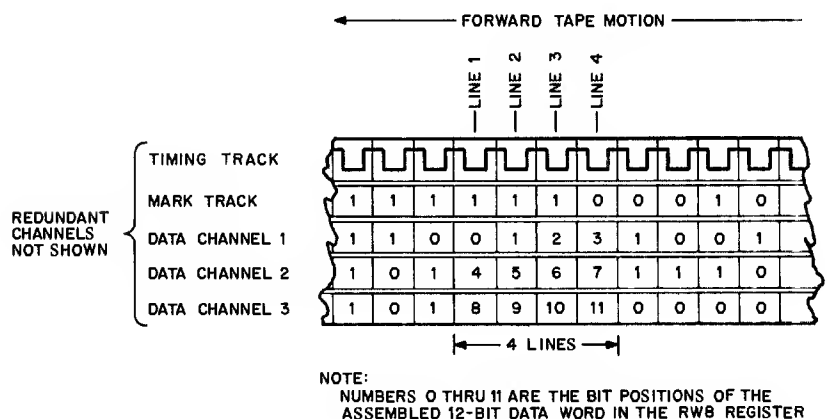 FORWARD TAPE MOTION
LINE 1
LINE 2
LINE 3
LINE 4
REDUNDANT
CHANNELS
NOT SHOWN
TIMING TRACK
MARK TRACK 1 1 1 1 1 1 0 0 0 1 0
DATA CHANNEL 1 1 1 0 0 1 2 3 1 0 0 1
DATA CHANNEL 2 1 0 1 4 5 6 7 1 1 1 0
DATA CHANNEL 3 1 0 1 8 9 10 11 0 0 0 0
4 LINES
NOTE:
NUMBERS 0 THRU 11 ARE THE BIT POSITIONS OF THE
ASSEMBLED 12-BIT DATA WORD IN THE RWB REGISTER